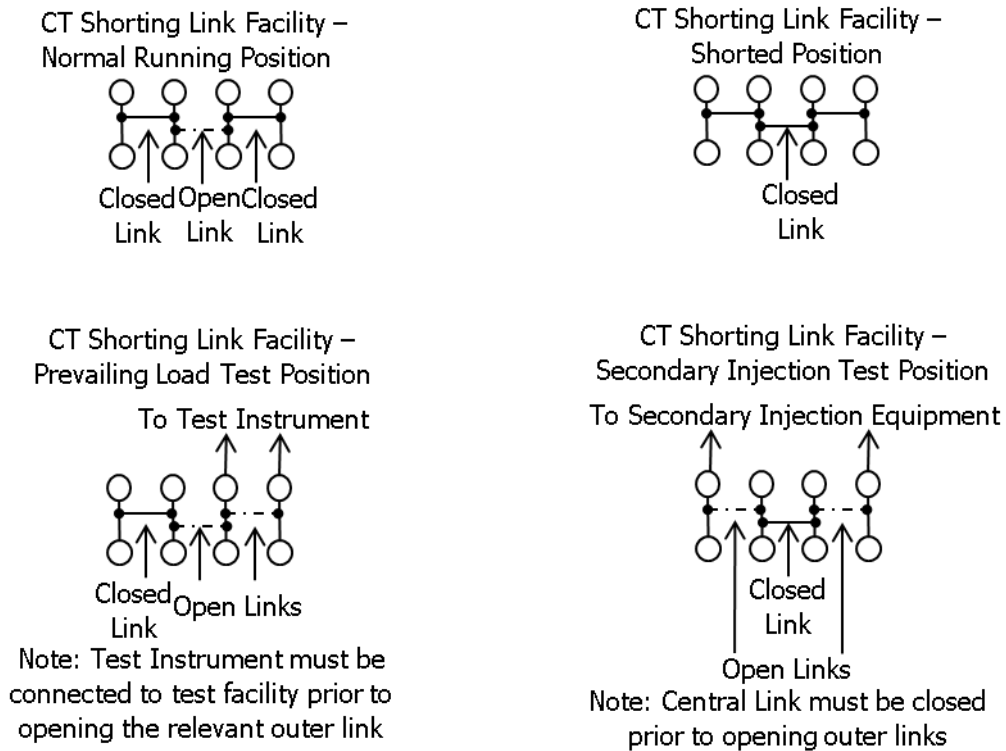 CT Shorting Link Facility –
Normal Running Position
Closed Open Closed
Link Link Link
CT Shorting Link Facility –
Shorted Position
Closed
Link
CT Shorting Link Facility –
Prevailing Load Test Position
To Test Instrument
Closed Open Links
Link
Note: Test Instrument must be
connected to test facility prior to
opening the relevant outer link
CT Shorting Link Facility –
Secondary Injection Test Position
To Secondary Injection Equipment
Closed
Link
Open Links
Note: Central Link must be closed
prior to opening outer links